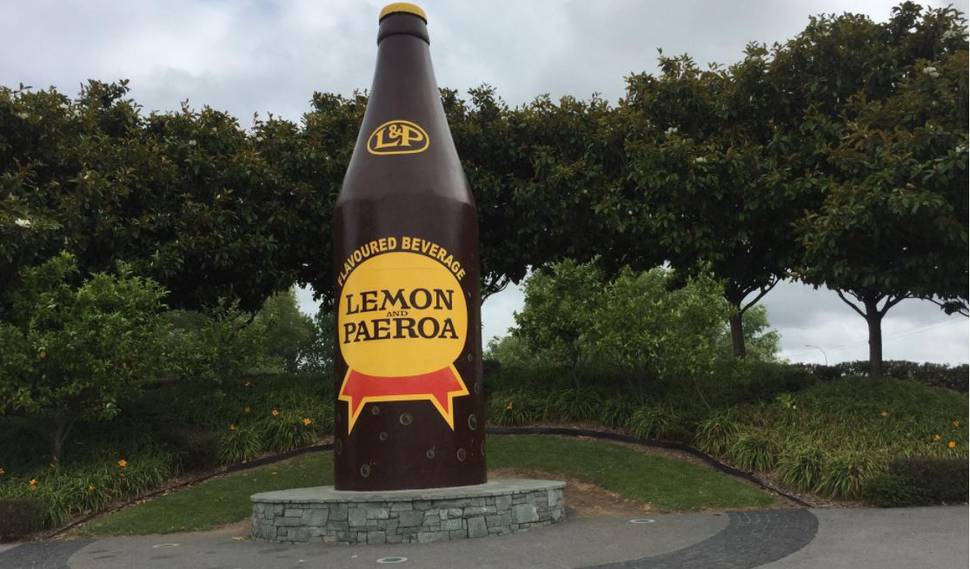 L&P
FLAVOURED BEVERAGE
LEMON
AND
PAEROA